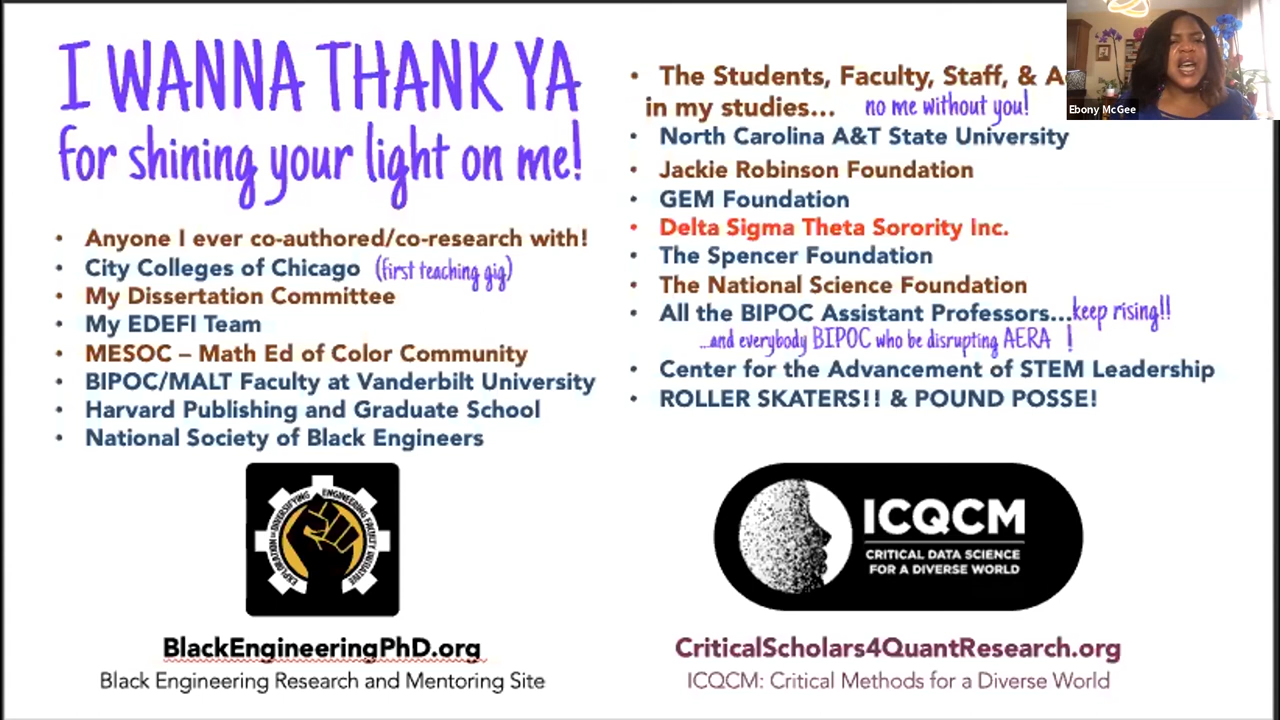 I WANNA THANK YA
for shining your light on me!
• Anyone I ever co-authored/co-research with!
• City Colleges of Chicago (first teaching gig)
• My Dissertation Committee
• My EDEFI Team
• MESOC – Math Ed of Color Community
• BIPOC/MALT Faculty at Vanderbilt University
• Harvard Publishing and Graduate School
• National Society of Black Engineers
• The Students, Faculty, Staff, & A
in my studies... no me without you!
• North Carolina A&T State University
• Jackie Robinson Foundation
• GEM Foundation
• Delta Sigma Theta Sorority Inc.
• The Spencer Foundation
• The National Science Foundation
• All the BIPOC Assistant Professors...keep rising!!
...and everybody BIPOC who be disrupting AERA !
• Center for the Advancement of STEM Leadership
• ROLLER SKATERS!! & POUND POSSE!
Ebony McGee
EXPLORATION OF DIVERSIFYING ENGINEERING FACULTY INITIATIVE
BlackEngineeringPhD.org
Black Engineering Research and Mentoring Site
ICQCM
CRITICAL DATA SCIENCE
FOR A DIVERSE WORLD
CriticalScholars4QuantResearch.org
ICQCM: Critical Methods for a Diverse World